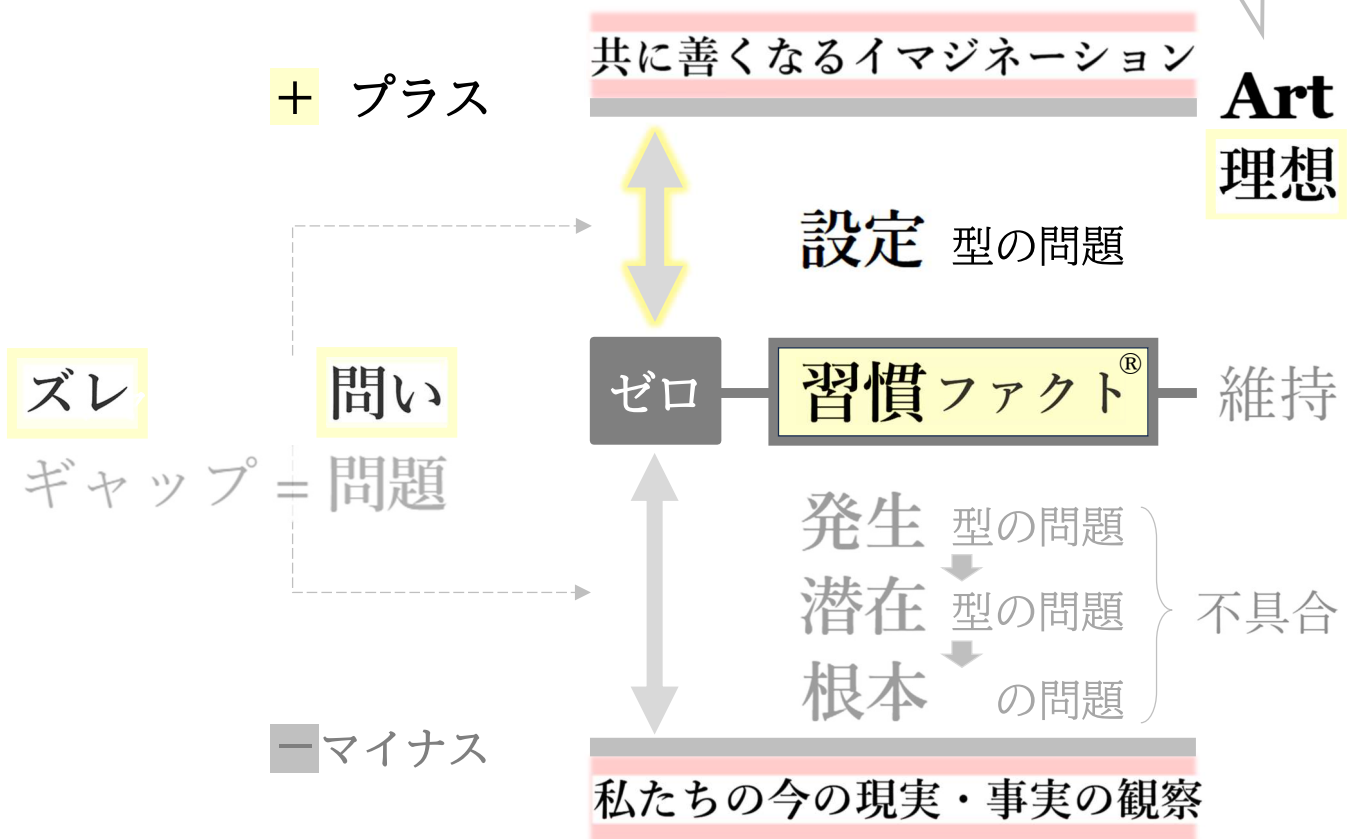 共に善くなるイマジネーション
＋ プラス
Art
理想
設定 型の問題
ズレ
問い
ゼロ
習慣ファクト®
維持
ギャップ = 問題
発生 型の問題
潜在 型の問題
根本 の問題
不具合
－マイナス
私たちの今の現実・事実の観察